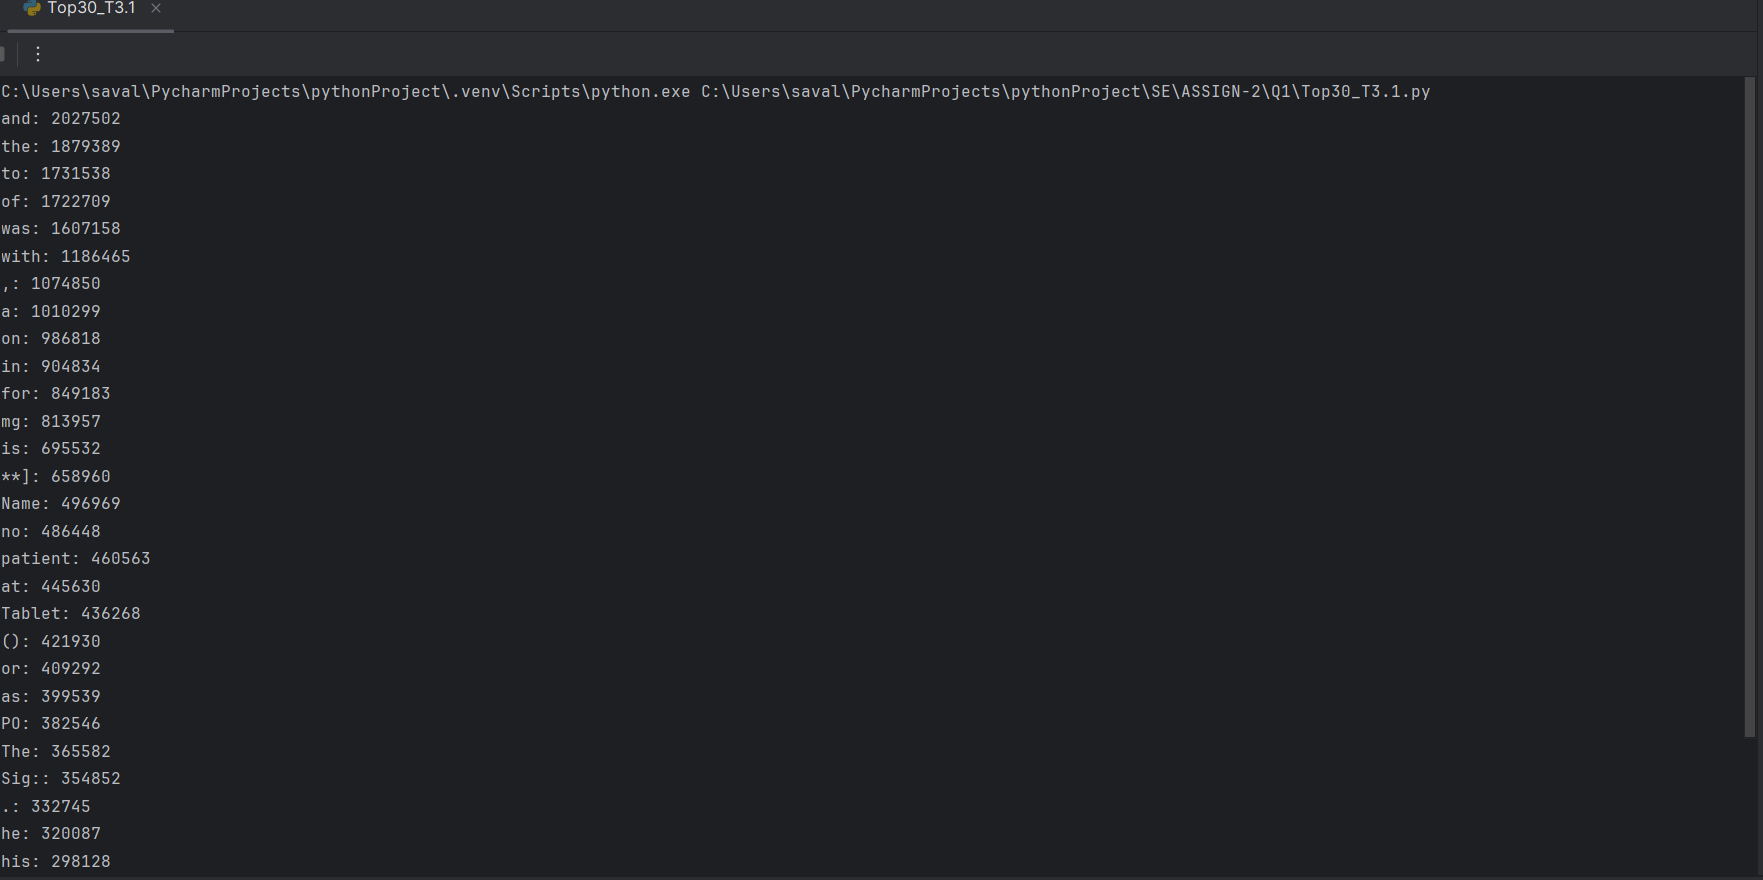 Top30_T3.1
C:\Users\saval\PycharmProjects\pythonProject\.venv\Scripts\python.exe C:\Users\saval\PycharmProjects\pythonProject\SE\ASSIGN-2\Q1\Top30_T3.1.py
and: 2027502
the: 1879389
to: 1731538
of: 1722709
was: 1607158
with: 1186465
,: 1074850
a: 1010299
on: 986818
in: 904834
for: 849183
mg: 813957
is: 695532
**]: 658960
Name: 496969
no: 486448
patient: 460563
at: 445630
Tablet: 436268
(): 421930
or: 409292
as: 399539
PO: 382546
The: 365582
Sig:: 354852
.: 332745
he: 320087
his: 298128